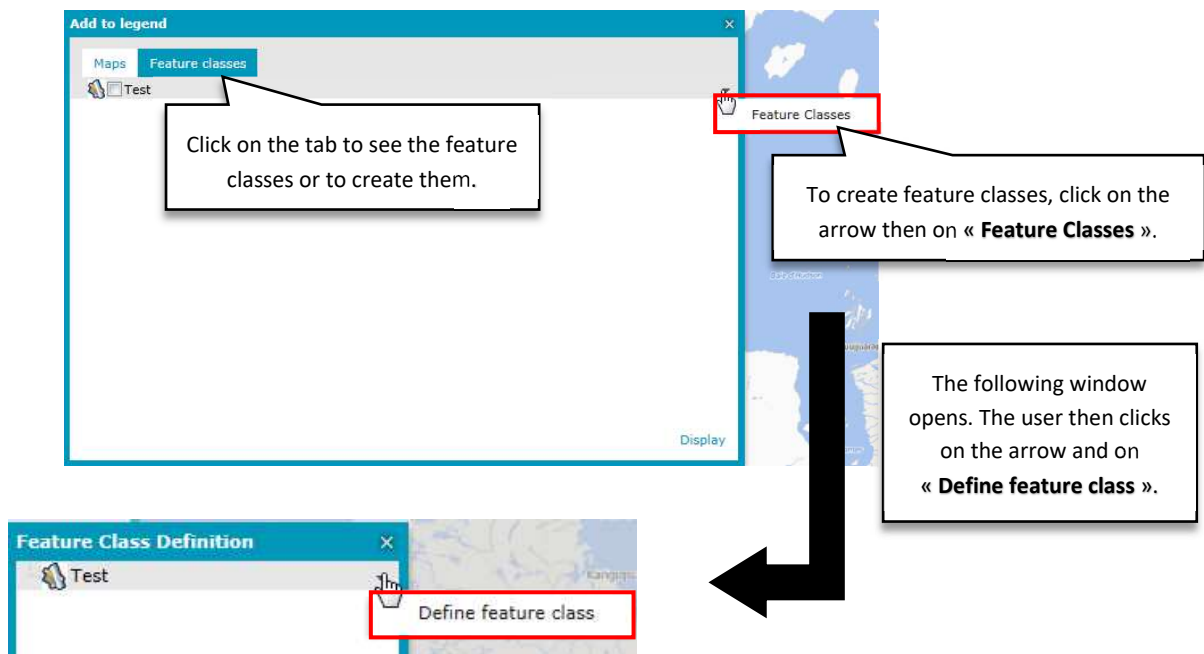 Add to legend
Maps Feature classes
Test
Click on the tab to see the feature
classes or to create them.
Feature Classes
To create feature classes, click on the
arrow then on « Feature Classes ».
Display
The following window
opens. The user then clicks
on the arrow and on
« Define feature class ».
Feature Class Definition
Test
Define feature class